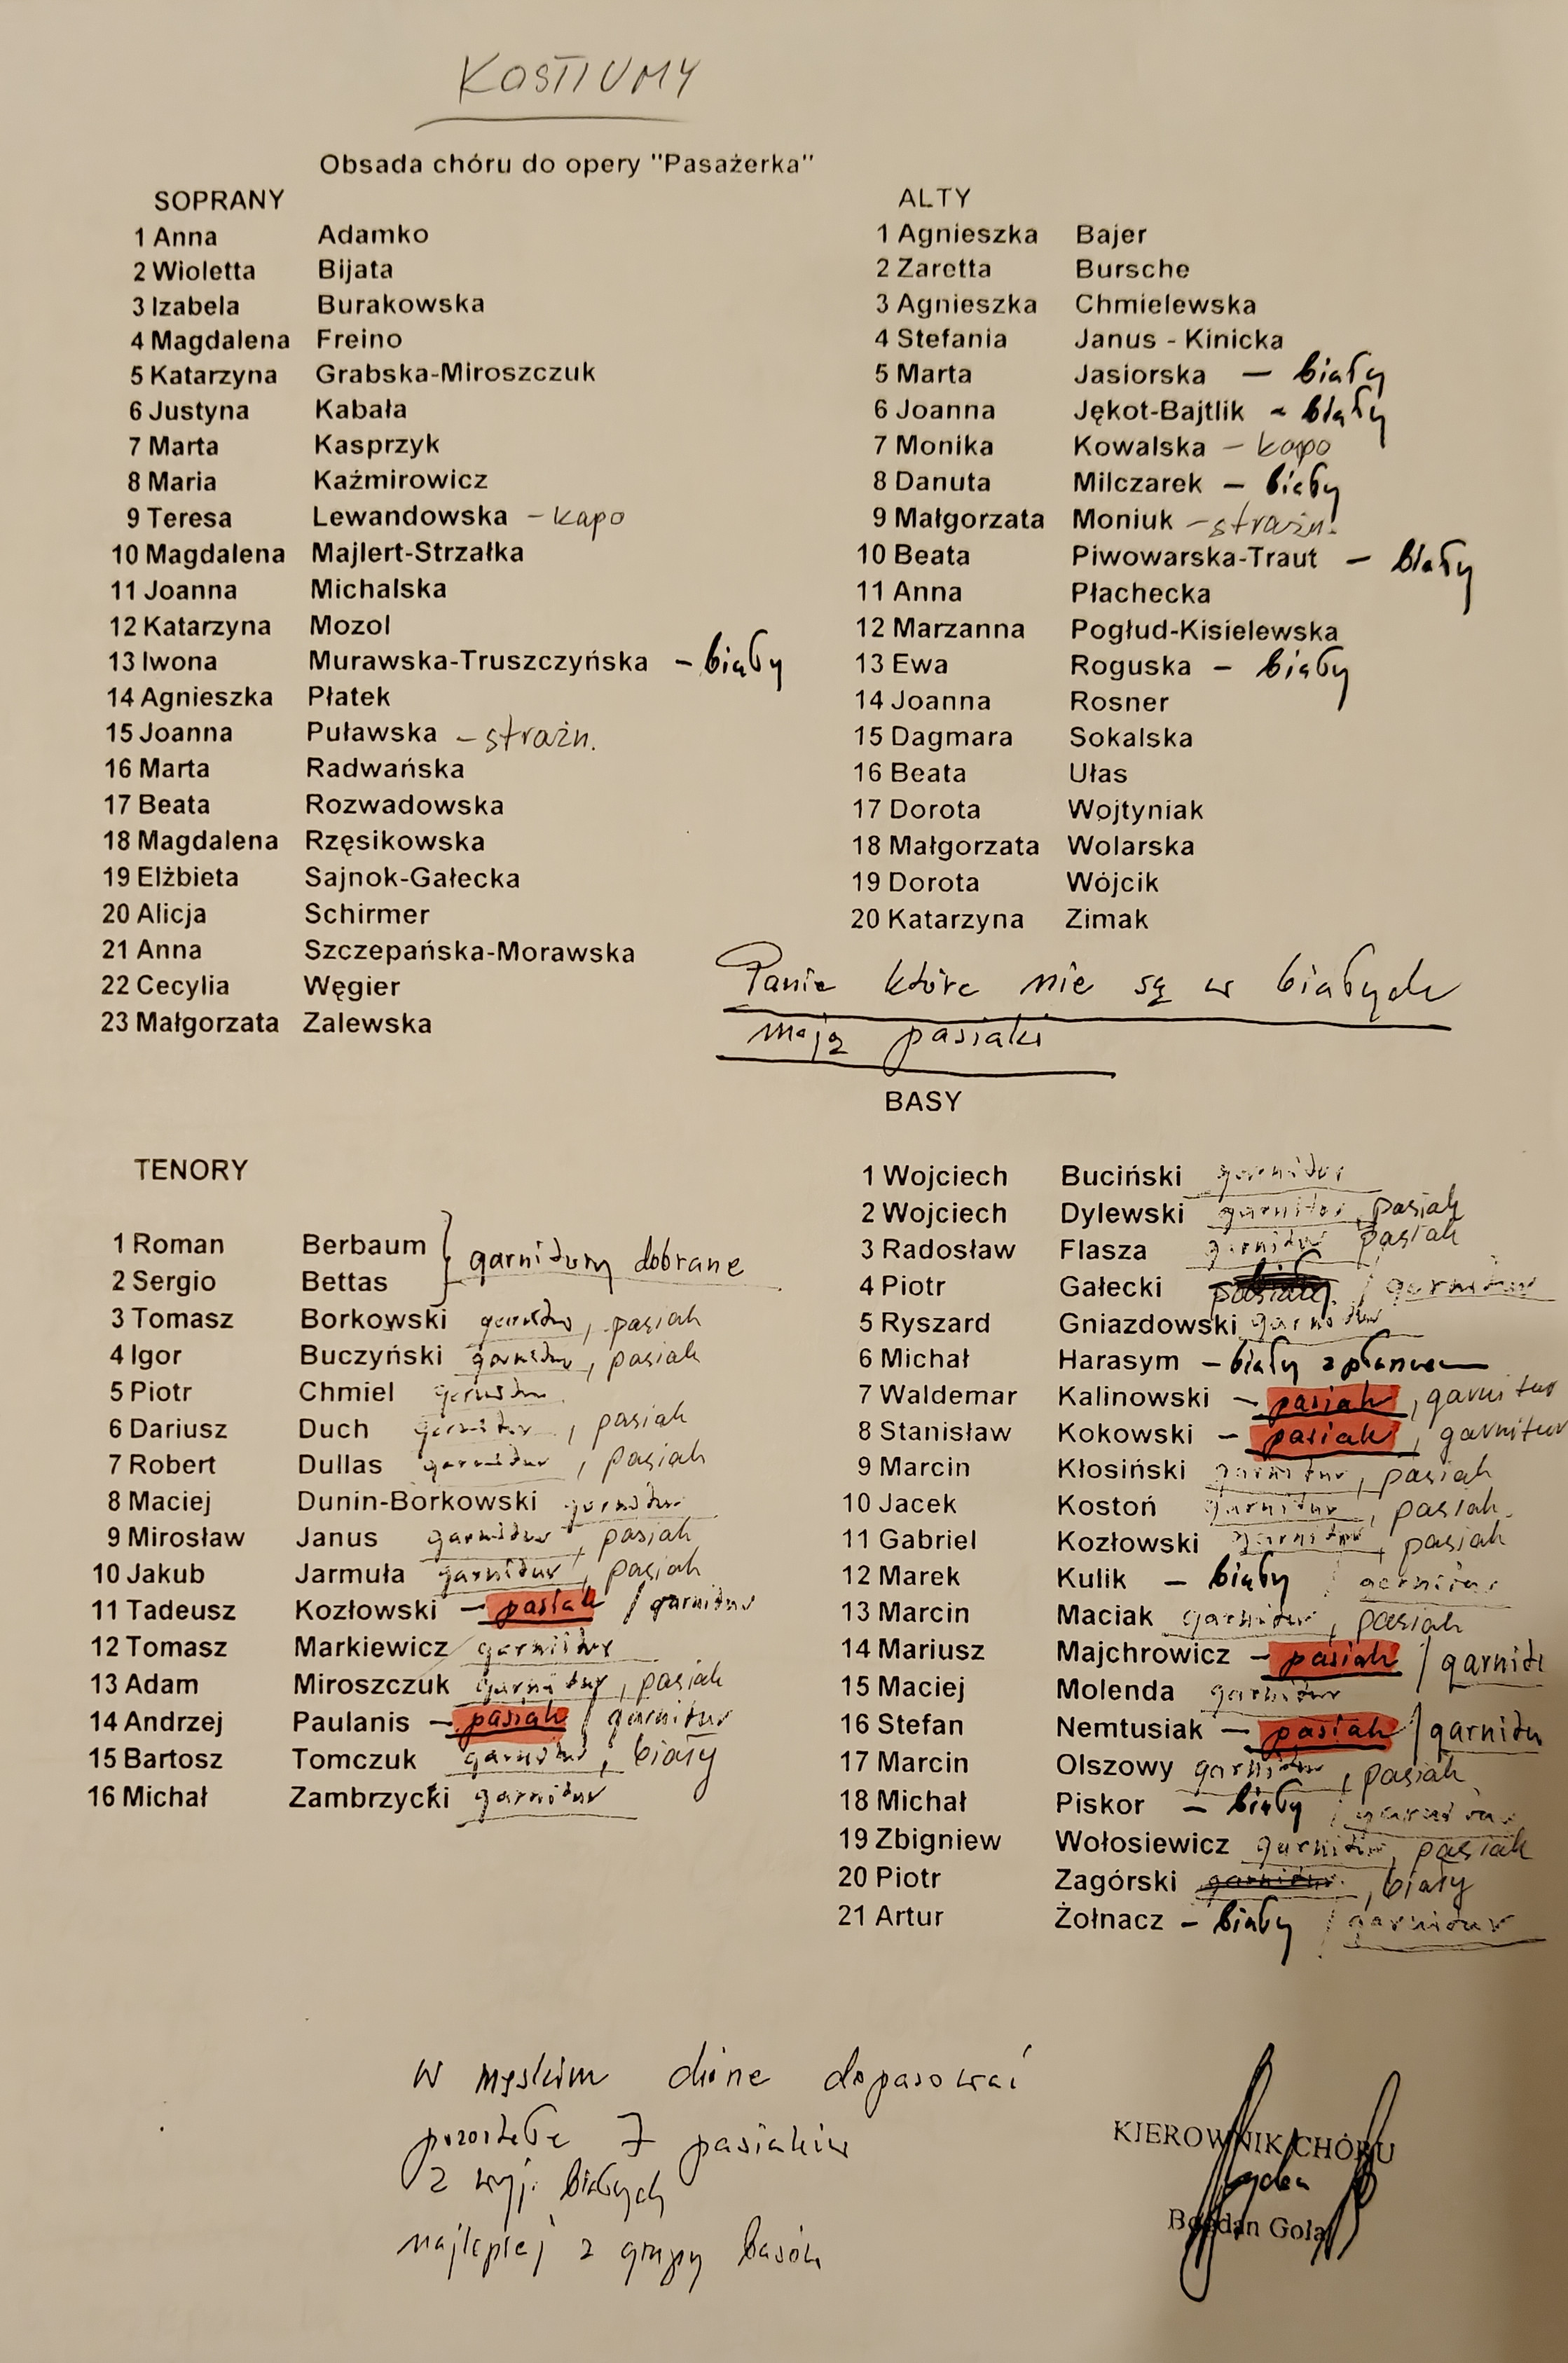 KOSTIUMY
Obsada chóru do opery "Pasażerka"
SOPRANY
1 Anna Adamko
2 Wioletta Bijata
3 Izabela Burakowska
4 Magdalena Freino
5 Katarzyna Grabska-Miroszczuk
6 Justyna Kabała
7 Marta Kasprzyk
8 Maria Kaźmirowicz
9 Teresa Lewandowska - kapo
10 Magdalena Majlert-Strzałka
11 Joanna Michalska
12 Katarzyna Mozol
13 Iwona Murawska-Truszczyńska - biały
14 Agnieszka Płatek
15 Joanna Puławska - strażn.
16 Marta Radwańska
17 Beata Rozwadowska
18 Magdalena Rzęsikowska
19 Elżbieta Sajnok-Gałecka
20 Alicja Schirmer
21 Anna Szczepańska-Morawska
22 Cecylia Węgier
23 Małgorzata Zalewska
ALTY
1 Agnieszka Bajer
2 Zaretta Bursche
3 Agnieszka Chmielewska
4 Stefania Janus - Kinicka
5 Marta Jasiorska - biały
6 Joanna Jękot-Bajtlik - biały
7 Monika Kowalska - kapo
8 Danuta Milczarek - biały
9 Małgorzata Moniuk - strażn.
10 Beata Piwowarska-Traut - biały
11 Anna Płachecka
12 Marzanna Pogłud-Kisielewska
13 Ewa Roguska - biały
14 Joanna Rosner
15 Dagmara Sokalska
16 Beata Ułas
17 Dorota Wojtyniak
18 Małgorzata Wolarska
19 Dorota Wójcik
20 Katarzyna Zimak
Panie które nie są w białych
mają pasiaki
TENORY
1 Roman Berbaum
2 Sergio Bettas } garnitury dobrane
3 Tomasz Borkowski garnitur, pasiak
4 Igor Buczyński garnitur, pasiak
5 Piotr Chmiel garnitur
6 Dariusz Duch garnitur, pasiak
7 Robert Dullas garnitur, pasiak
8 Maciej Dunin-Borkowski garnitur
9 Mirosław Janus garnitur, pasiak
10 Jakub Jarmuła garnitur, pasiak
11 Tadeusz Kozłowski - pasiak / garnitur
12 Tomasz Markiewicz garnitur
13 Adam Miroszczuk garnitur, pasiak
14 Andrzej Paulanis - pasiak / garnitur
15 Bartosz Tomczuk garnitur, biały
16 Michał Zambrzycki garnitur
BASY
1 Wojciech Buciński garnitur
2 Wojciech Dylewski garnitur, pasiak
3 Radosław Flasza garnitur pasiak
4 Piotr Gałecki / garnitur
5 Ryszard Gniazdowski garnitur
6 Michał Harasym - biały z
7 Waldemar Kalinowski - pasiak, garnitur
8 Stanisław Kokowski - pasiak, garnitur
9 Marcin Kłosiński garnitur, pasiak
10 Jacek Kostoń garnitur, pasiak
11 Gabriel Kozłowski garnitur, pasiak
12 Marek Kulik - biały / garnitur
13 Marcin Maciak garnitur, pasiak
14 Mariusz Majchrowicz - pasiak / garnit
15 Maciej Molenda garnitur
16 Stefan Nemtusiak - pasiak / garnitu
17 Marcin Olszowy garnitur, pasiak
18 Michał Piskor - biały / garnitur
19 Zbigniew Wołosiewicz garnitur, pasiak
20 Piotr Zagórski garnitur, biały
21 Artur Żołnacz - biały / garnitur
W męskim chórze dopasować
pozostałe 7 pasiaków
z wyj. białych
najlepiej z grupy basów
KIEROWNIK CHÓRU
Bogdan Gola